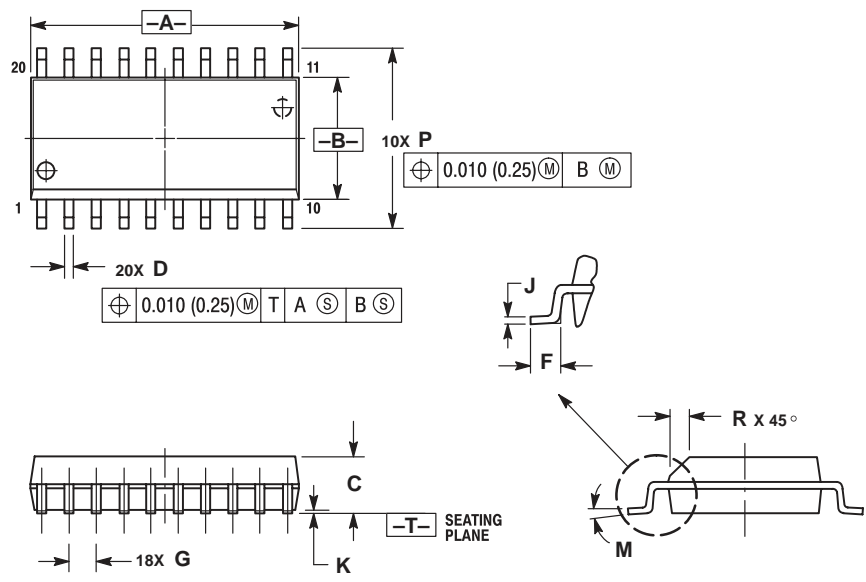 –A–
20
11
–B–
10X P
⌖ 0.010 (0.25) Ⓜ B Ⓜ
1
10
20X D
⌖ 0.010 (0.25) Ⓜ T A Ⓢ B Ⓢ
J
F
R X 45°
C
–T– SEATING
PLANE
M
18X G
K